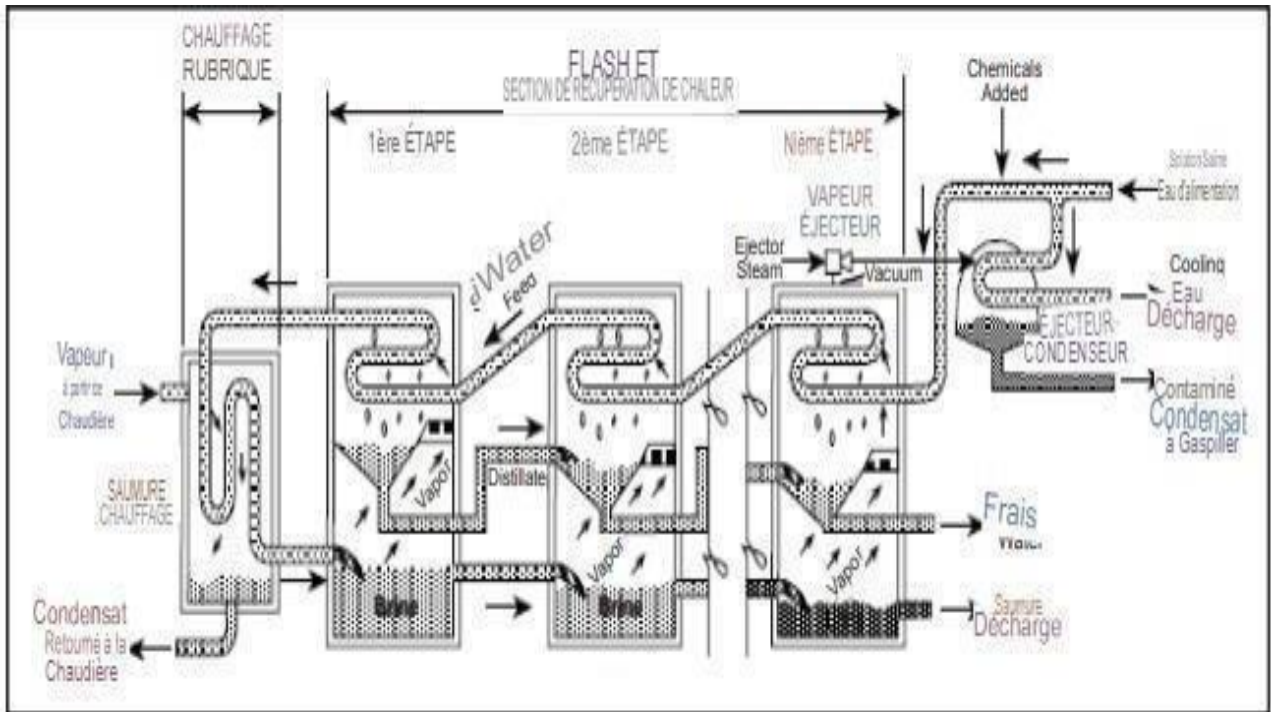 CHAUFFAGE
RUBRIQUE
FLASH ET
SECTION DE RÉCUPÉRATION DE CHALEUR
1ère ÉTAPE
2ème ÉTAPE
Nième ÉTAPE
Chemicals
Added
Solution Saline
Eau d'alimentation
VAPEUR
ÉJECTEUR
Ejector
Steam
Vacuum
Water
Feed
Cooling
Eau
Décharge
ÉJECTEUR-
CONDENSEUR
Contaminé
Condensat
à Gaspiller
Vapeur
à partir de
Chaudière
SAUMURE
CHAUFFAGE
Distillate
Vapor
Vapor
Vapor
Frais
Brine
Brine
Saumure
Décharge
Condensat
Retourné à la
Chaudière